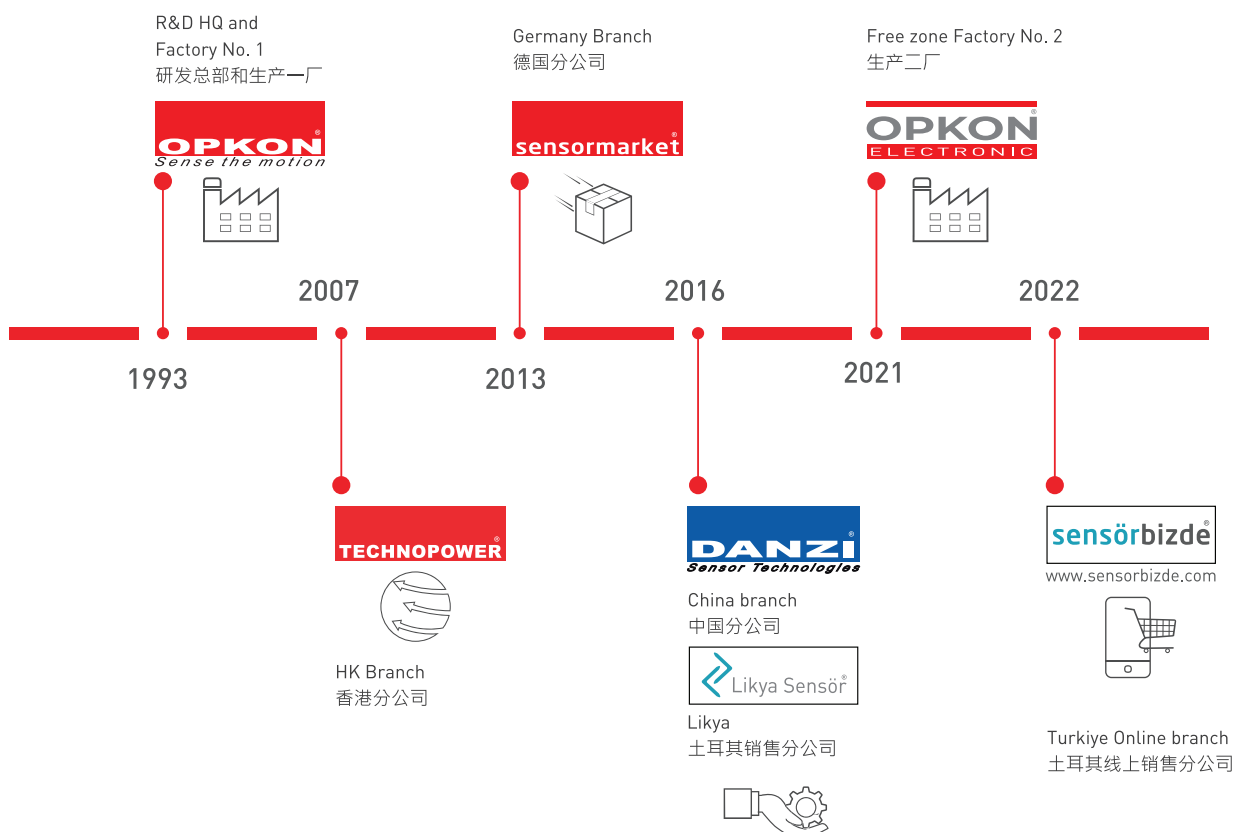 R&D HQ and
Factory No. 1
研发总部和生产一厂
OPKON®
Sense the motion
1993
2007
TECHNOPOWER®
HK Branch
香港分公司
Germany Branch
德国分公司
sensormarket®
2013
2016
DANZI®
Sensor Technologies
China branch
中国分公司
Likya Sensör®
Likya
土耳其销售分公司
Free zone Factory No. 2
生产二厂
OPKON®
ELECTRONIC
2021
2022
sensörbizde®
www.sensorbizde.com
Turkiye Online branch
土耳其线上销售分公司